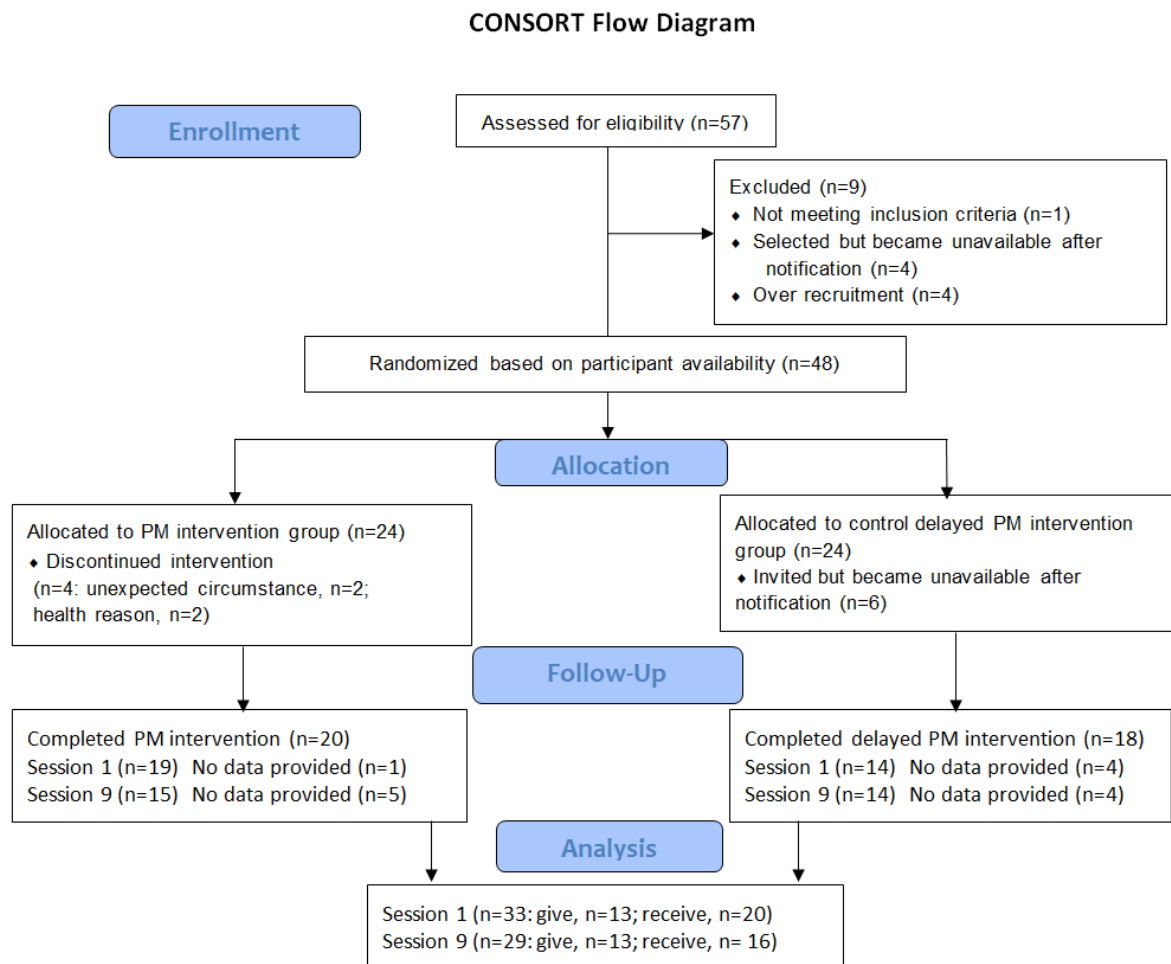 CONSORT Flow Diagram
Enrollment
Assessed for eligibility (n=57)
Excluded (n=9)
♦ Not meeting inclusion criteria (n=1)
♦ Selected but became unavailable after
notification (n=4)
♦ Over recruitment (n=4)
Randomized based on participant availability (n=48)
Allocation
Allocated to PM intervention group (n=24)
♦ Discontinued intervention
(n=4: unexpected circumstance, n=2;
health reason, n=2)
Allocated to control delayed PM intervention
group (n=24)
♦ Invited but became unavailable after
notification (n=6)
Follow-Up
Completed PM intervention (n=20)
Session 1 (n=19) No data provided (n=1)
Session 9 (n=15) No data provided (n=5)
Completed delayed PM intervention (n=18)
Session 1 (n=14) No data provided (n=4)
Session 9 (n=14) No data provided (n=4)
Analysis
Session 1 (n=33: give, n=13; receive, n=20)
Session 9 (n=29: give, n=13; receive, n= 16)